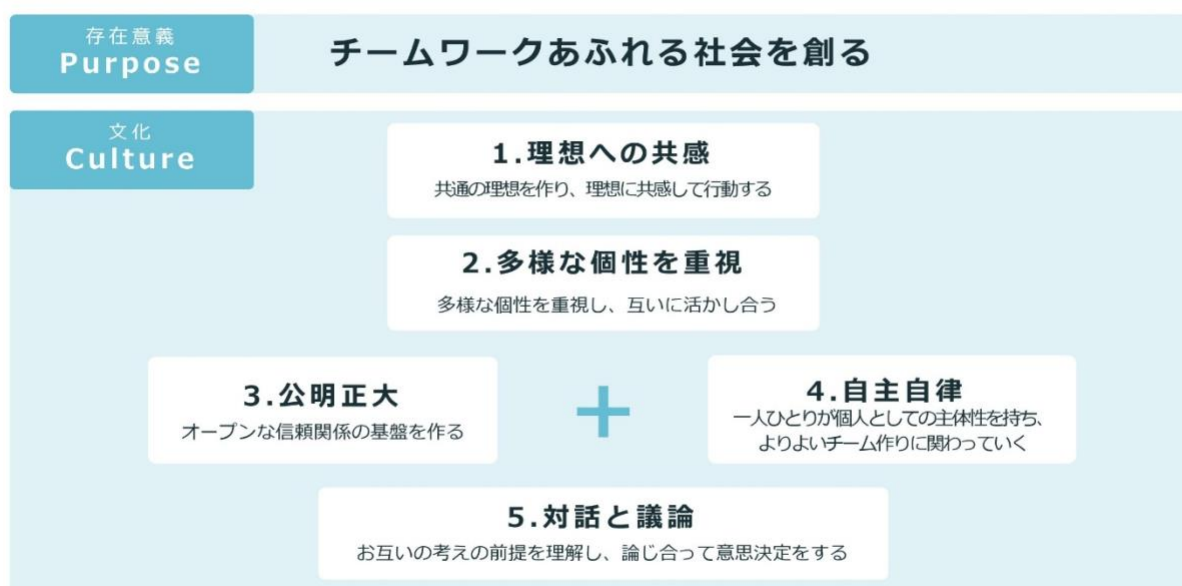 存在意義
Purpose
チームワークあふれる社会を創る
文化
Culture
1.理想への共感
共通の理想を作り、理想に共感して行動する
2.多様な個性を重視
多様な個性を重視し、互いに活かし合う
3.公明正大
オープンな信頼関係の基盤を作る
+
4.自主自律
一人ひとりが個人としての主体性を持ち、
よりよいチーム作りに関わっていく
5.対話と議論
お互いの考えの前提を理解し、論じ合って意思決定をする